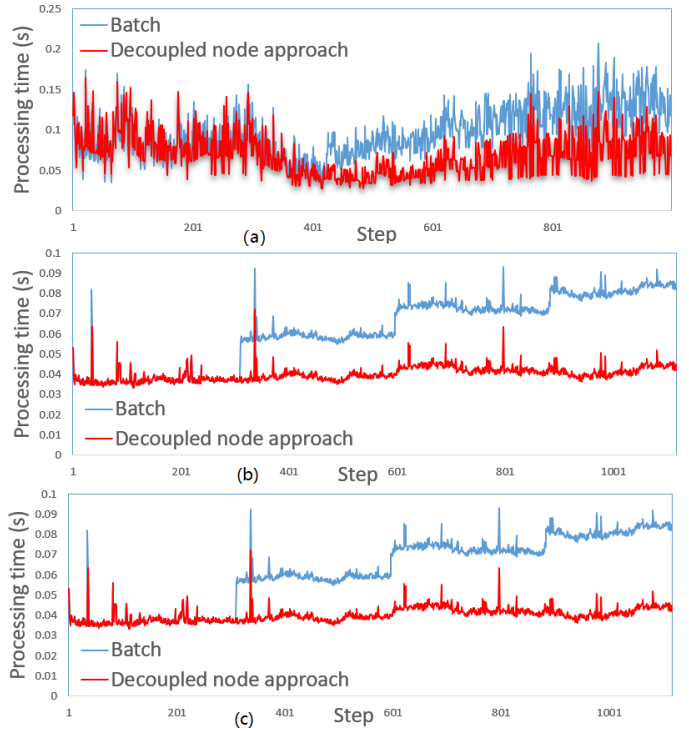 0.25
0.2
0.15
0.1
0.05
0
Processing time (s)
Batch
Decoupled node approach
1 201 401 601 801
(a) Step
0.1
0.09
0.08
0.07
0.06
0.05
0.04
0.03
0.02
0.01
0
Processing time (s)
Batch
Decoupled node approach
1 201 401 601 801 1001
(b) Step
0.1
0.09
0.08
0.07
0.06
0.05
0.04
0.03
0.02
0.01
0
Processing time (s)
Batch
Decoupled node approach
1 201 401 601 801 1001
(c) Step